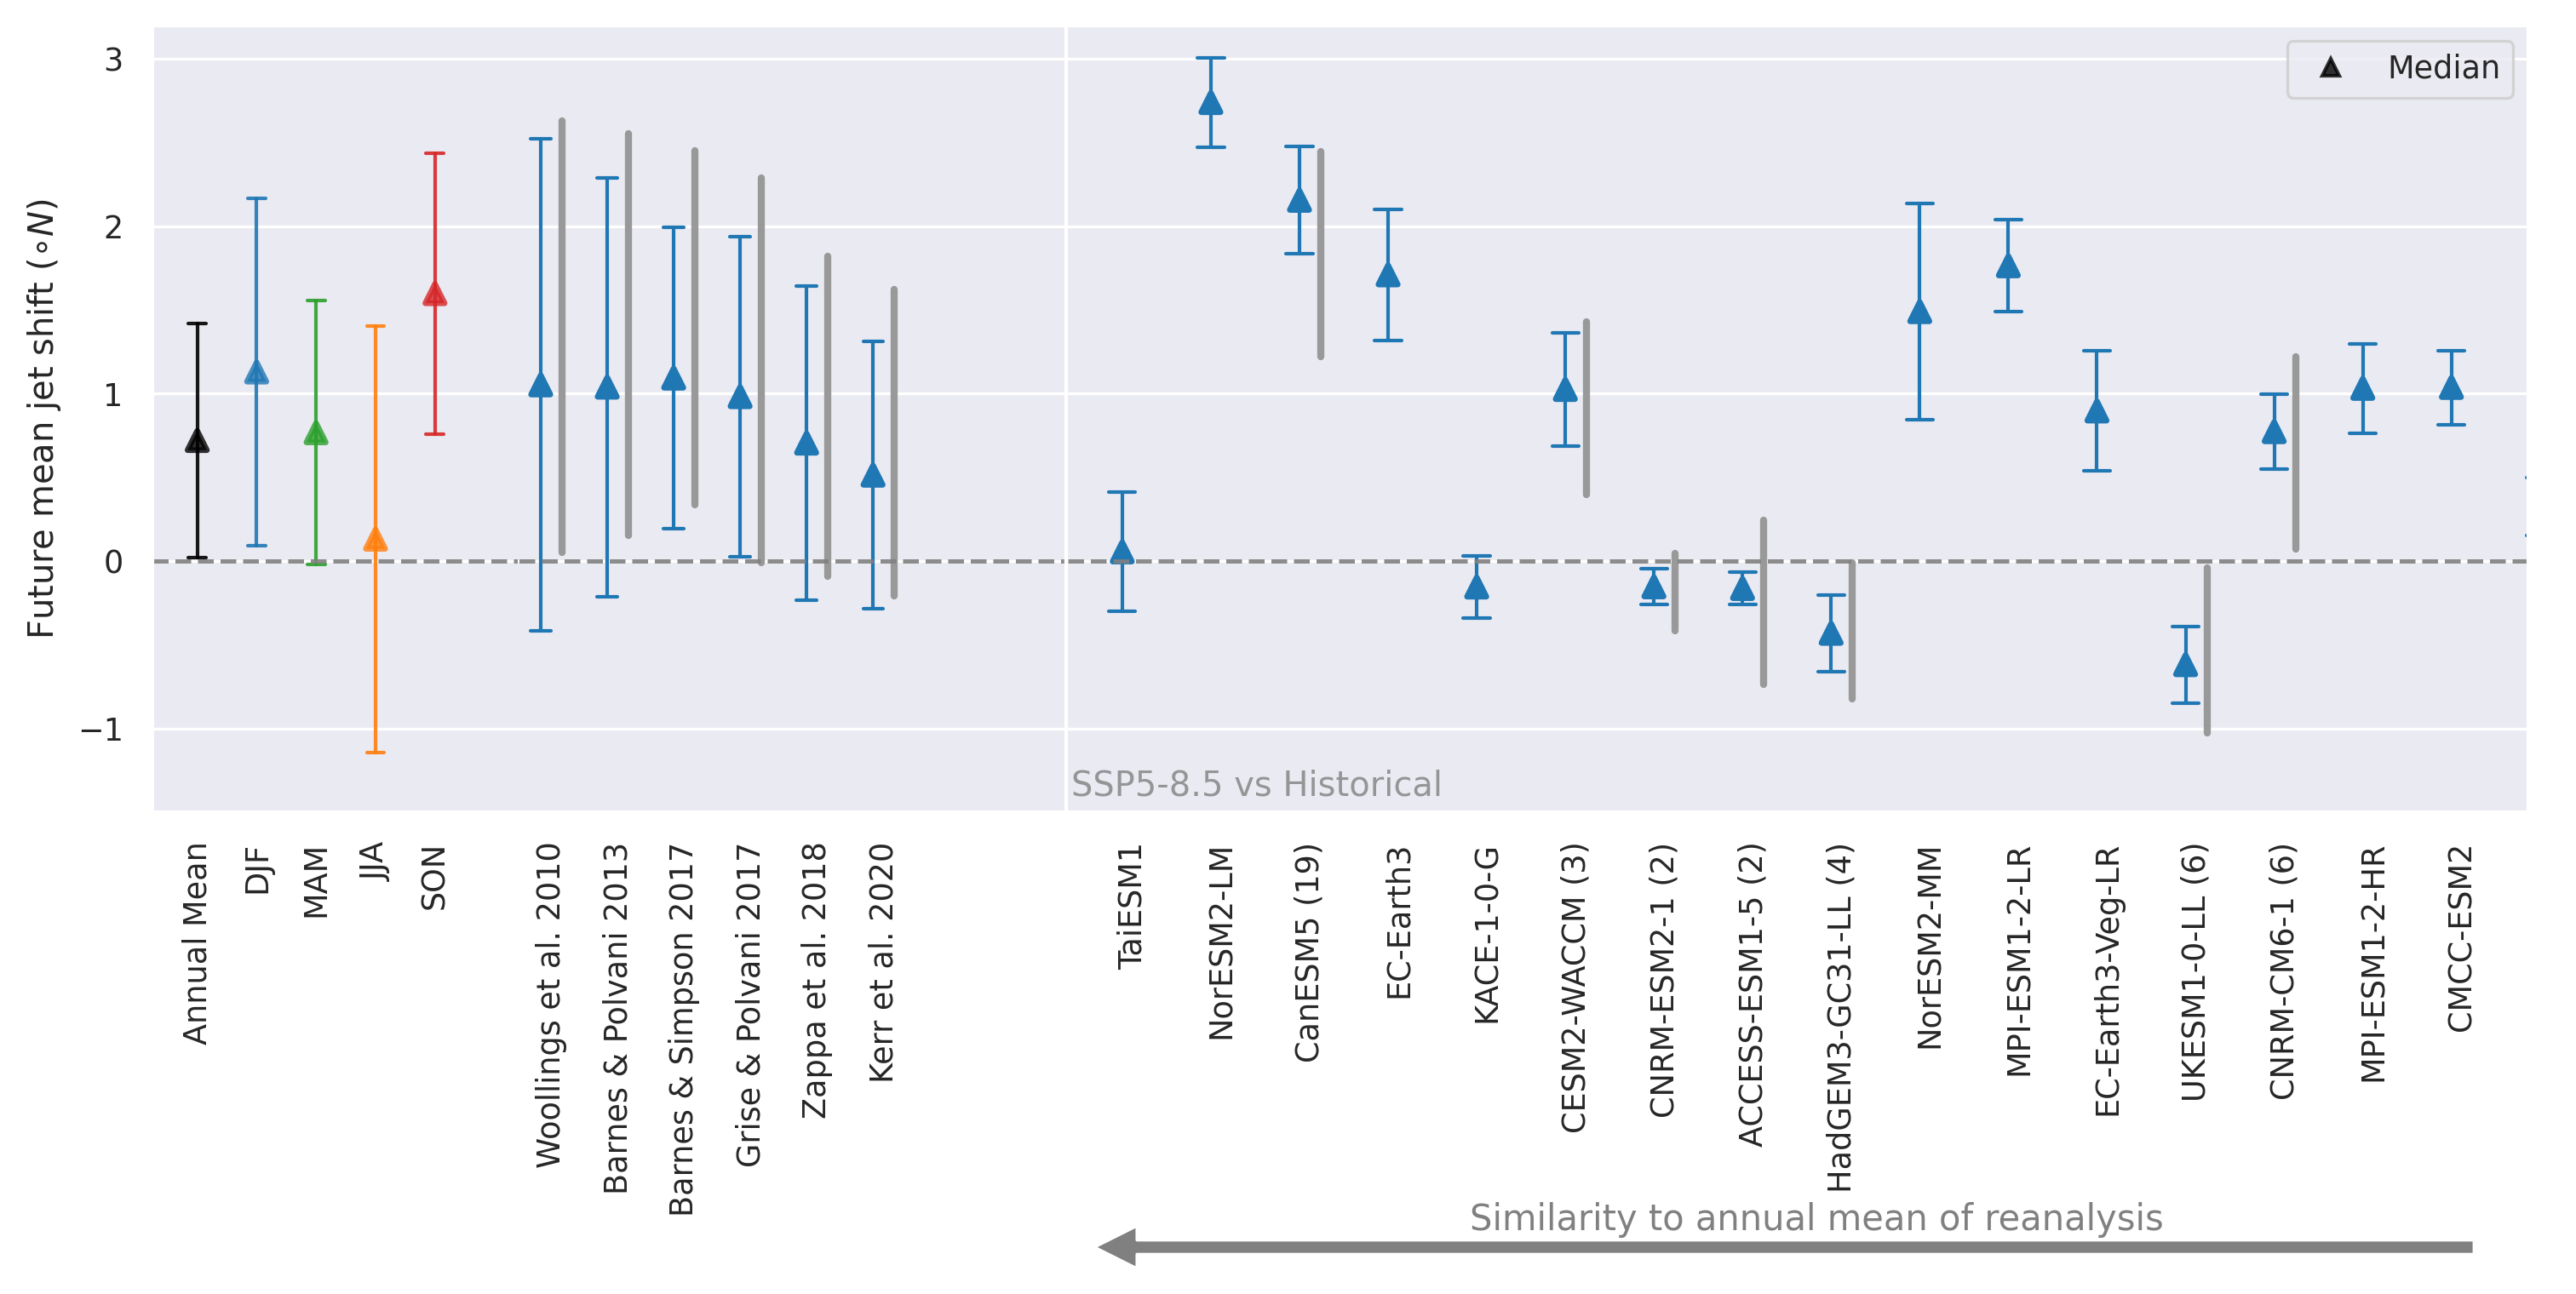 Future mean jet shift (∘N)
3
2
1
0
−1
Median
SSP5-8.5 vs Historical
Annual Mean
DJF
MAM
JJA
SON
Woollings et al. 2010
Barnes & Polvani 2013
Barnes & Simpson 2017
Grise & Polvani 2017
Zappa et al. 2018
Kerr et al. 2020
TaiESM1
NorESM2-LM
CanESM5 (19)
EC-Earth3
KACE-1-0-G
CESM2-WACCM (3)
CNRM-ESM2-1 (2)
ACCESS-ESM1-5 (2)
HadGEM3-GC31-LL (4)
NorESM2-MM
MPI-ESM1-2-LR
EC-Earth3-Veg-LR
UKESM1-0-LL (6)
CNRM-CM6-1 (6)
MPI-ESM1-2-HR
CMCC-ESM2
Similarity to annual mean of reanalysis